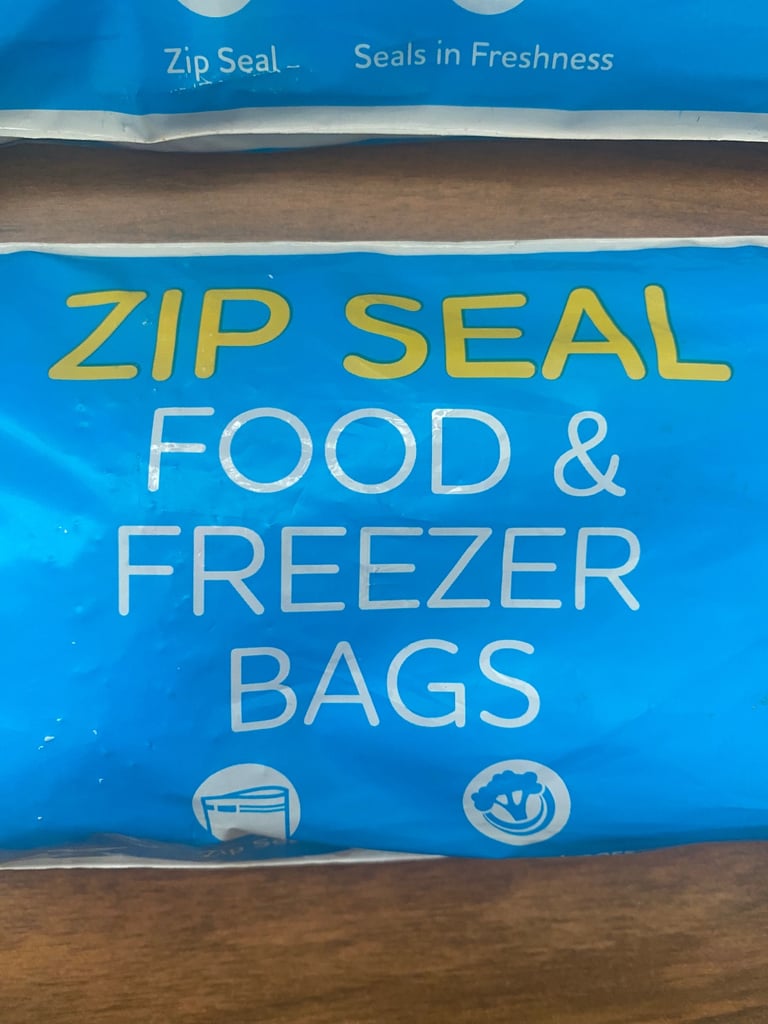 Zip Seal
Seals in Freshness
ZIP SEAL
FOOD &
FREEZER
BAGS